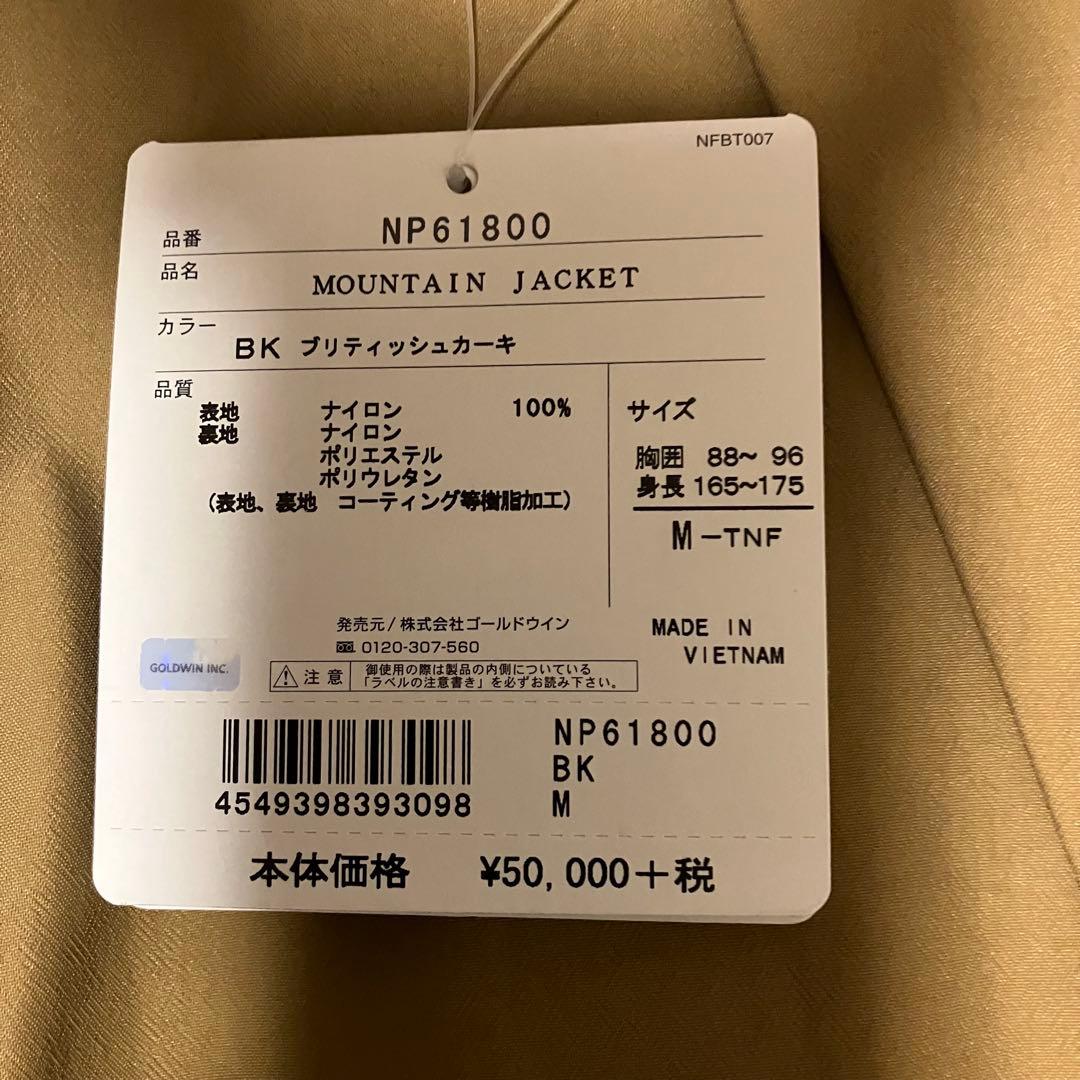 NFBT007
品番 NP61800
品名 MOUNTAIN JACKET
カラー BK ブリティッシュカーキ
品質
表地 ナイロン 100%
裏地 ナイロン
ポリエステル
ポリウレタン
(表地、裏地 コーティング等樹脂加工)
サイズ
胸囲 88~ 96
身長 165~175
M-TNF
発売元/株式会社ゴールドウイン
0120-307-560
MADE IN
VIETNAM
GOLDWIN INC.
注意
御使用の際は製品の内側についている
「ラベルの注意書き」を必ずお読み下さい。
4549398393098
NP61800
BK
M
本体価格 ¥50,000+税